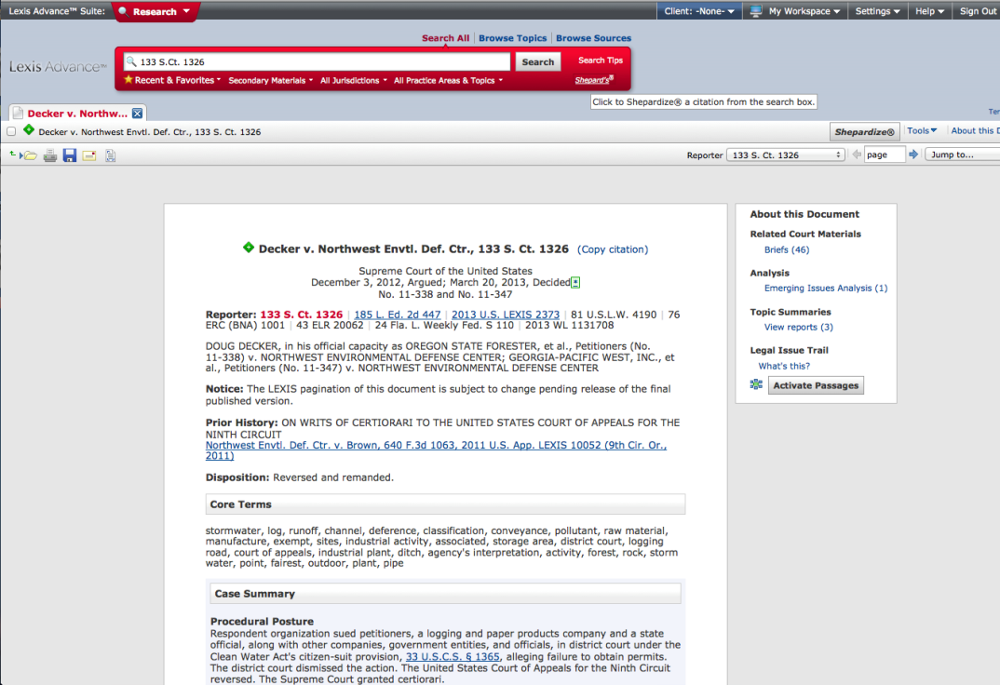 Lexis Advance™ Suite: Research Client: -None- My Workspace Settings Help Sign Out
Search All | Browse Topics | Browse Sources
Lexis Advance™ 133 S.Ct. 1326 Search Search Tips
Recent & Favorites Secondary Materials All Jurisdictions All Practice Areas & Topics Shepard's®
Click to Shepardize® a citation from the search box.
Decker v. Northw...
Decker v. Northwest Envtl. Def. Ctr., 133 S. Ct. 1326 Shepardize® Tools About this
Reporter 133 S. Ct. 1326 page Jump to...
Decker v. Northwest Envtl. Def. Ctr., 133 S. Ct. 1326 (Copy citation)
Supreme Court of the United States
December 3, 2012, Argued; March 20, 2013, Decided
No. 11-338 and No. 11-347
Reporter: 133 S. Ct. 1326 | 185 L. Ed. 2d 447 | 2013 U.S. LEXIS 2373 | 81 U.S.L.W. 4190 | 76
ERC (BNA) 1001 | 43 ELR 20062 | 24 Fla. L. Weekly Fed. S 110 | 2013 WL 1131708
DOUG DECKER, in his official capacity as OREGON STATE FORESTER, et al., Petitioners (No.
11-338) v. NORTHWEST ENVIRONMENTAL DEFENSE CENTER; GEORGIA-PACIFIC WEST, INC., et
al., Petitioners (No. 11-347) v. NORTHWEST ENVIRONMENTAL DEFENSE CENTER
Notice: The LEXIS pagination of this document is subject to change pending release of the final
published version.
Prior History: ON WRITS OF CERTIORARI TO THE UNITED STATES COURT OF APPEALS FOR THE
NINTH CIRCUIT
Northwest Envtl. Def. Ctr. v. Brown, 640 F.3d 1063, 2011 U.S. App. LEXIS 10052 (9th Cir. Or.,
2011)
Disposition: Reversed and remanded.
Core Terms
stormwater, log, runoff, channel, deference, classification, conveyance, pollutant, raw material,
manufacture, exempt, sites, industrial activity, associated, storage area, district court, logging
road, court of appeals, industrial plant, ditch, agency's interpretation, activity, forest, rock, storm
water, point, fairest, outdoor, plant, pipe
Case Summary
Procedural Posture
Respondent organization sued petitioners, a logging and paper products company and a state
official, along with other companies, government entities, and officials, in district court under the
Clean Water Act's citizen-suit provision, 33 U.S.C.S. § 1365, alleging failure to obtain permits.
The district court dismissed the action. The United States Court of Appeals for the Ninth Circuit
reversed. The Supreme Court granted certiorari.
About this Document
Related Court Materials
Briefs (46)
Analysis
Emerging Issues Analysis (1)
Topic Summaries
View reports (3)
Legal Issue Trail
What's this?
Activate Passages